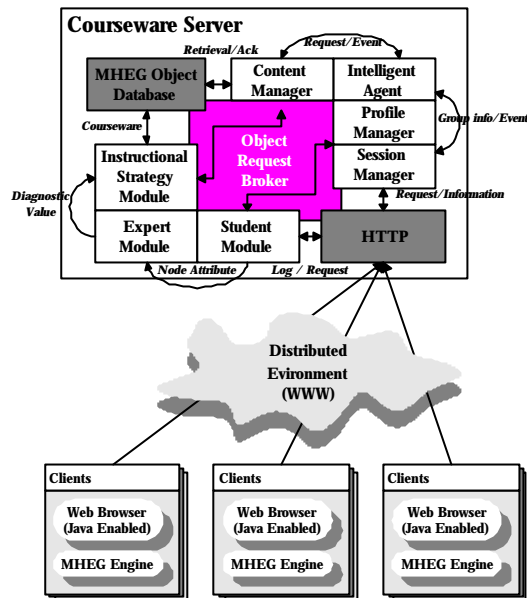 Courseware Server
Retrieval/Ack
Request/Event
MHEG Object
Database
Content
Manager
Intelligent
Agent
Profile
Manager
Group info/Event
Courseware
Object
Request
Broker
Session
Manager
Instructional
Strategy
Module
Diagnostic
Value
Request/Information
Expert
Module
Student
Module
HTTP
Node Attribute
Log / Request
Distributed
Evironment
(WWW)
Clients
Web Browser
(Java Enabled)
MHEG Engine
Clients
Web Browser
(Java Enabled)
MHEG Engine
Clients
Web Browser
(Java Enabled)
MHEG Engine